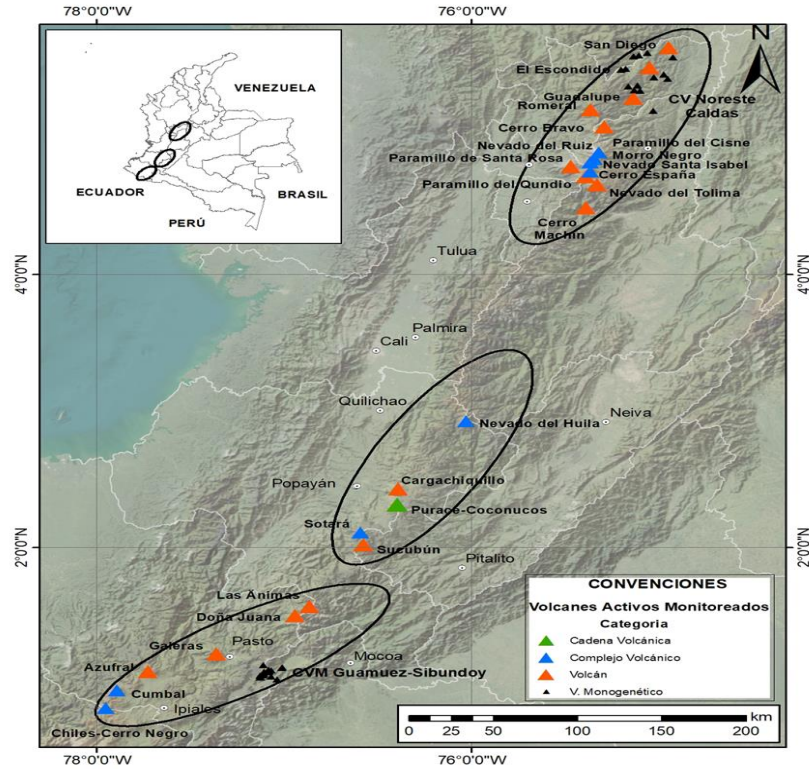 78°0'0"W
76°0'0"W
N
VENEZUELA
ECUADOR
BRASIL
PERÚ
San Diego
El Escondido
Guadalupe
CV Noreste
Caldas
Romeral
Cerro Bravo
Nevado del Ruiz
Paramillo del Cisne
Morro Negro
Paramillo de Santa Rosa
Nevado Santa Isabel
Cerro España
Paramillo del Qundio
Nevado del Tolima
Cerro
Machín
4°0'0"N
4°0'0"N
Tulua
Palmira
Cali
Quilichao
Neiva
Nevado del Huila
Cargachiquillo
Popayán
Puracé-Coconucos
Sotará
Sucubún
2°0'0"N
2°0'0"N
Pitalito
Las Ánimas
Doña Juana
Galeras
Pasto
Mocoa
Azufral
CVM Guamuez-Sibundoy
Cumbal
Ipiales
Chiles-Cerro Negro
CONVENCIONES
Volcanes Activos Monitoreados
Categoria
Cadena Volcánica
Complejo Volcánico
Volcán
V. Monogenético
km
0 25 50 100 150 200
78°0'0"W
76°0'0"W